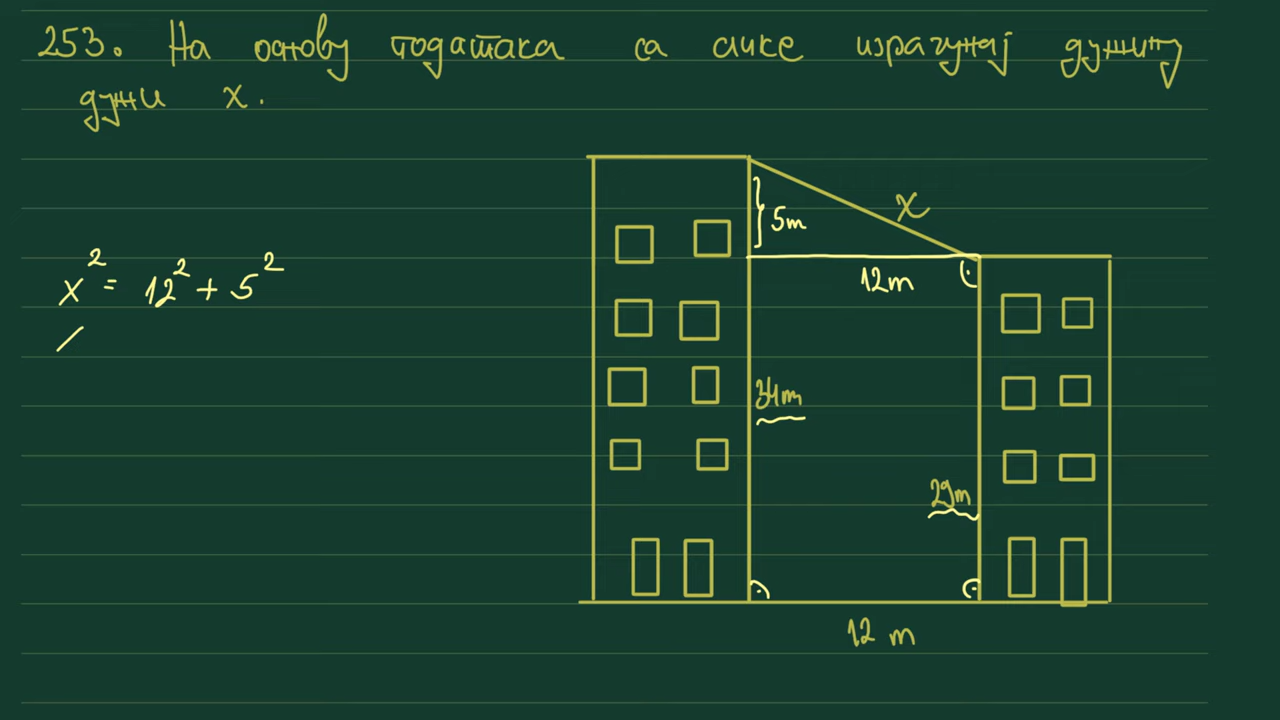 253. На основу података са слике израчунај дужину
дужи x.
5m
x
12m
x² = 12² + 5²
34m
29m
12 m